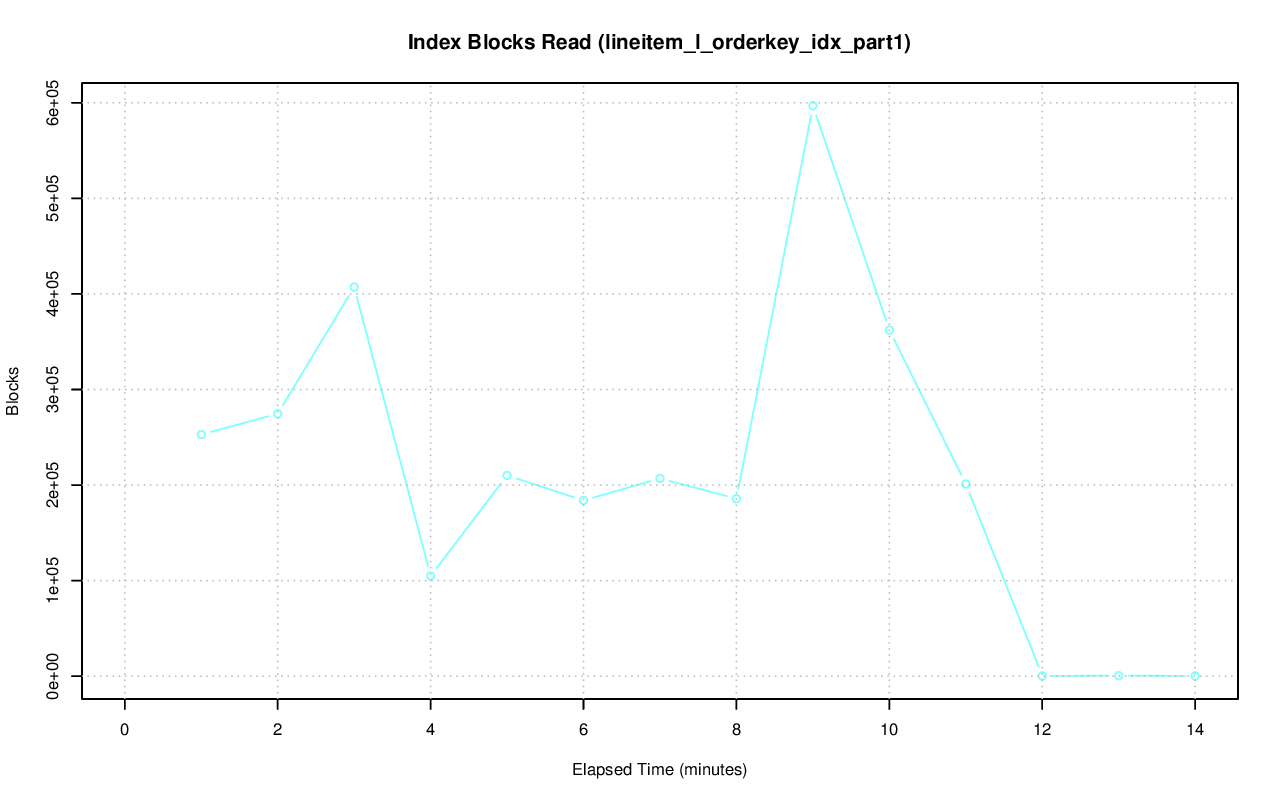 Index Blocks Read (lineitem_l_orderkey_idx_part1)
6e+05
5e+05
4e+05
3e+05
2e+05
1e+05
0e+00
Blocks
0 2 4 6 8 10 12 14
Elapsed Time (minutes)